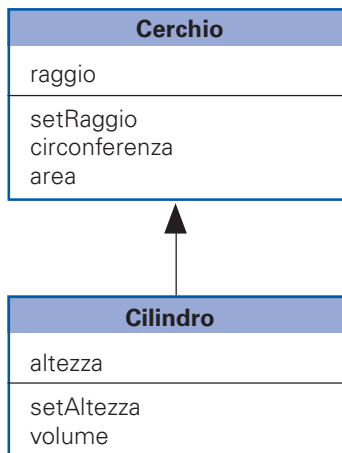 Cerchio
raggio
setRaggio
circonferenza
area
Cilindro
altezza
setAltezza
volume